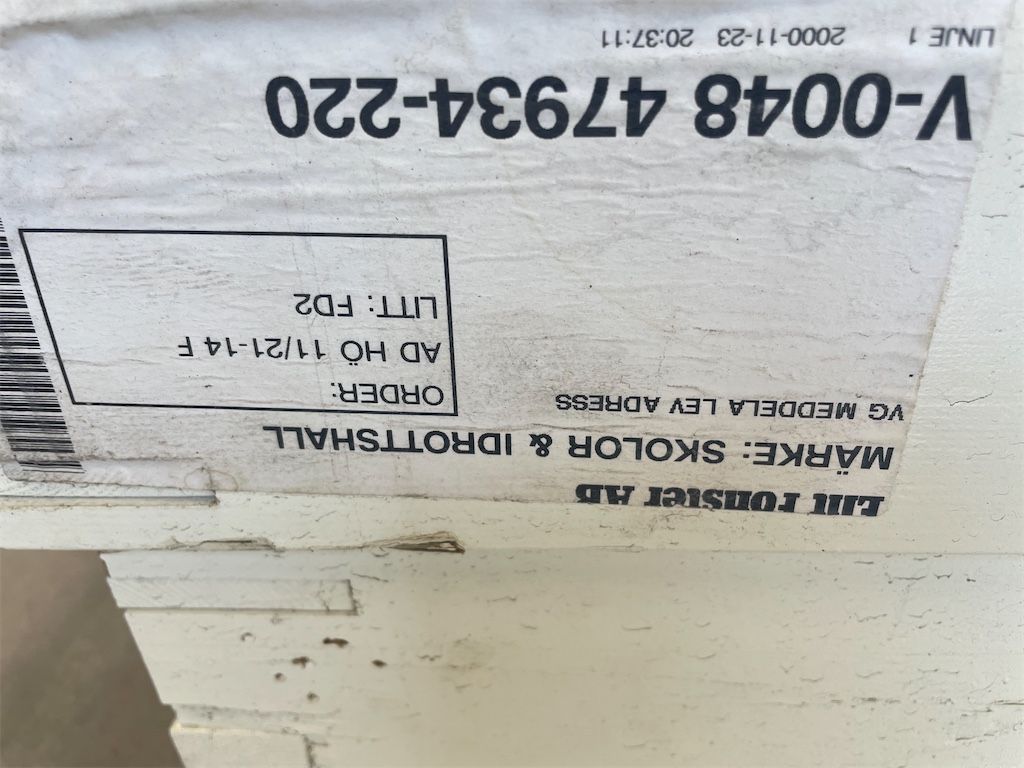 Elit Fönster AB
MÄRKE: SKOLOR & IDROTTSHALL
VG MEDDELA LEV ADRESS
ORDER:
AD HÖ 11/21-14 F
LITT: FD2
V-0048 47934-220
LINJE 1 2000-11-23 20:37:11